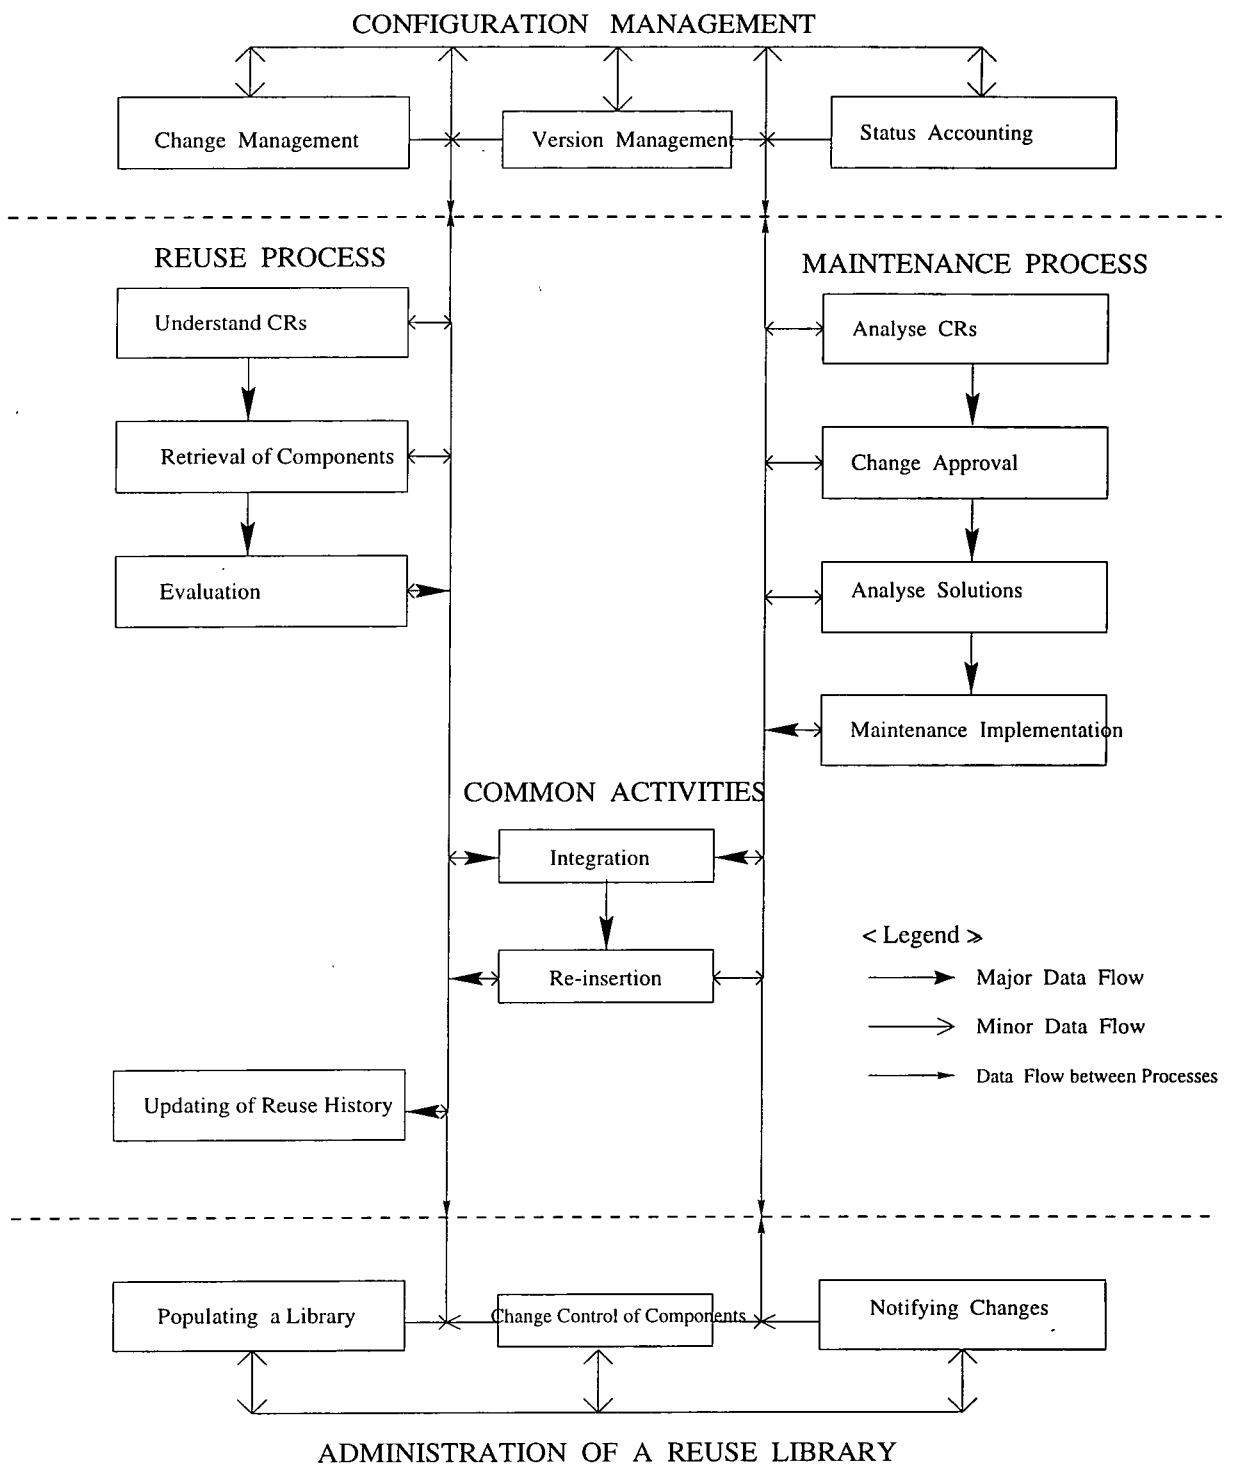 CONFIGURATION MANAGEMENT
Change Management
Version Management
Status Accounting
REUSE PROCESS
MAINTENANCE PROCESS
Understand CRs
Analyse CRs
Retrieval of Components
Change Approval
Evaluation
Analyse Solutions
Maintenance Implementation
COMMON ACTIVITIES
Integration
< Legend >
Re-insertion
Major Data Flow
Minor Data Flow
Data Flow between Processes
Updating of Reuse History
Populating a Library
Change Control of Components
Notifying Changes
ADMINISTRATION OF A REUSE LIBRARY